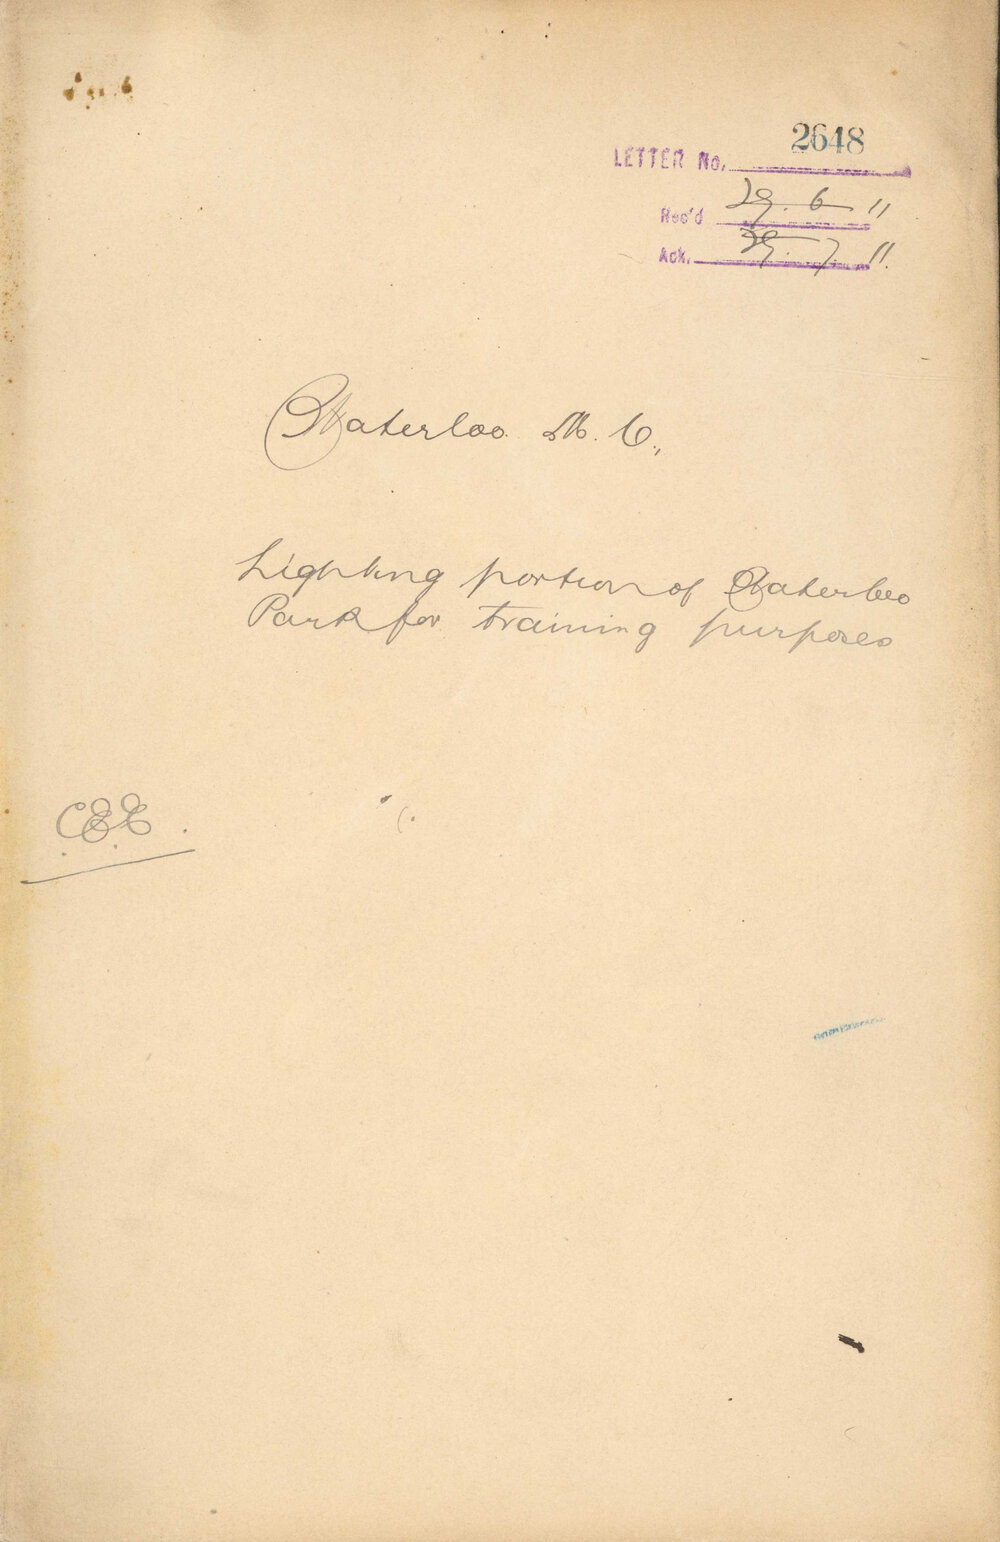 LETTER No. 2648
Rec'd 29. 6 11
Ack. 29. 7. 11.
Waterloo. M. C.,
Lighting portion of Waterloo
Park for training purposes